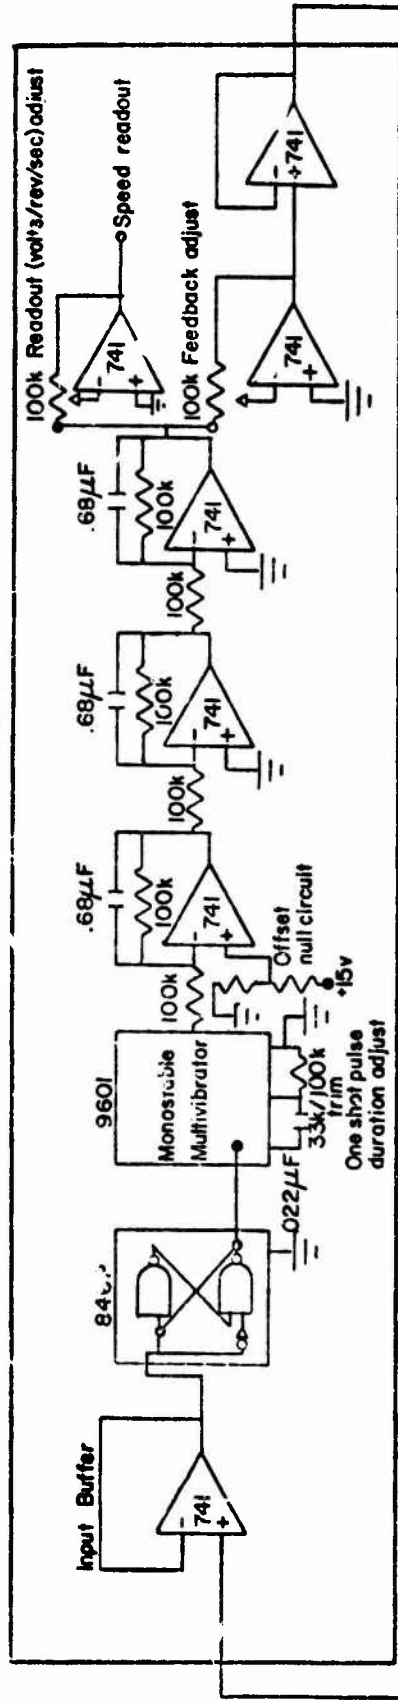 Input Buffer
-
741
+
9601
Monostable
Multivibrator
.022µF
33k/100k
trim
One shot pulse
duration adjust
100k
.68µF
100k
-
741
+
Offset
null circuit
+15v
100k
.68µF
100k
-
741
+
100k
.68µF
100k
-
741
+
100k Readout (volts/rev/sec) adjust
-
741
+
Speed readout
100k Feedback adjust
-
741
+
-
+741